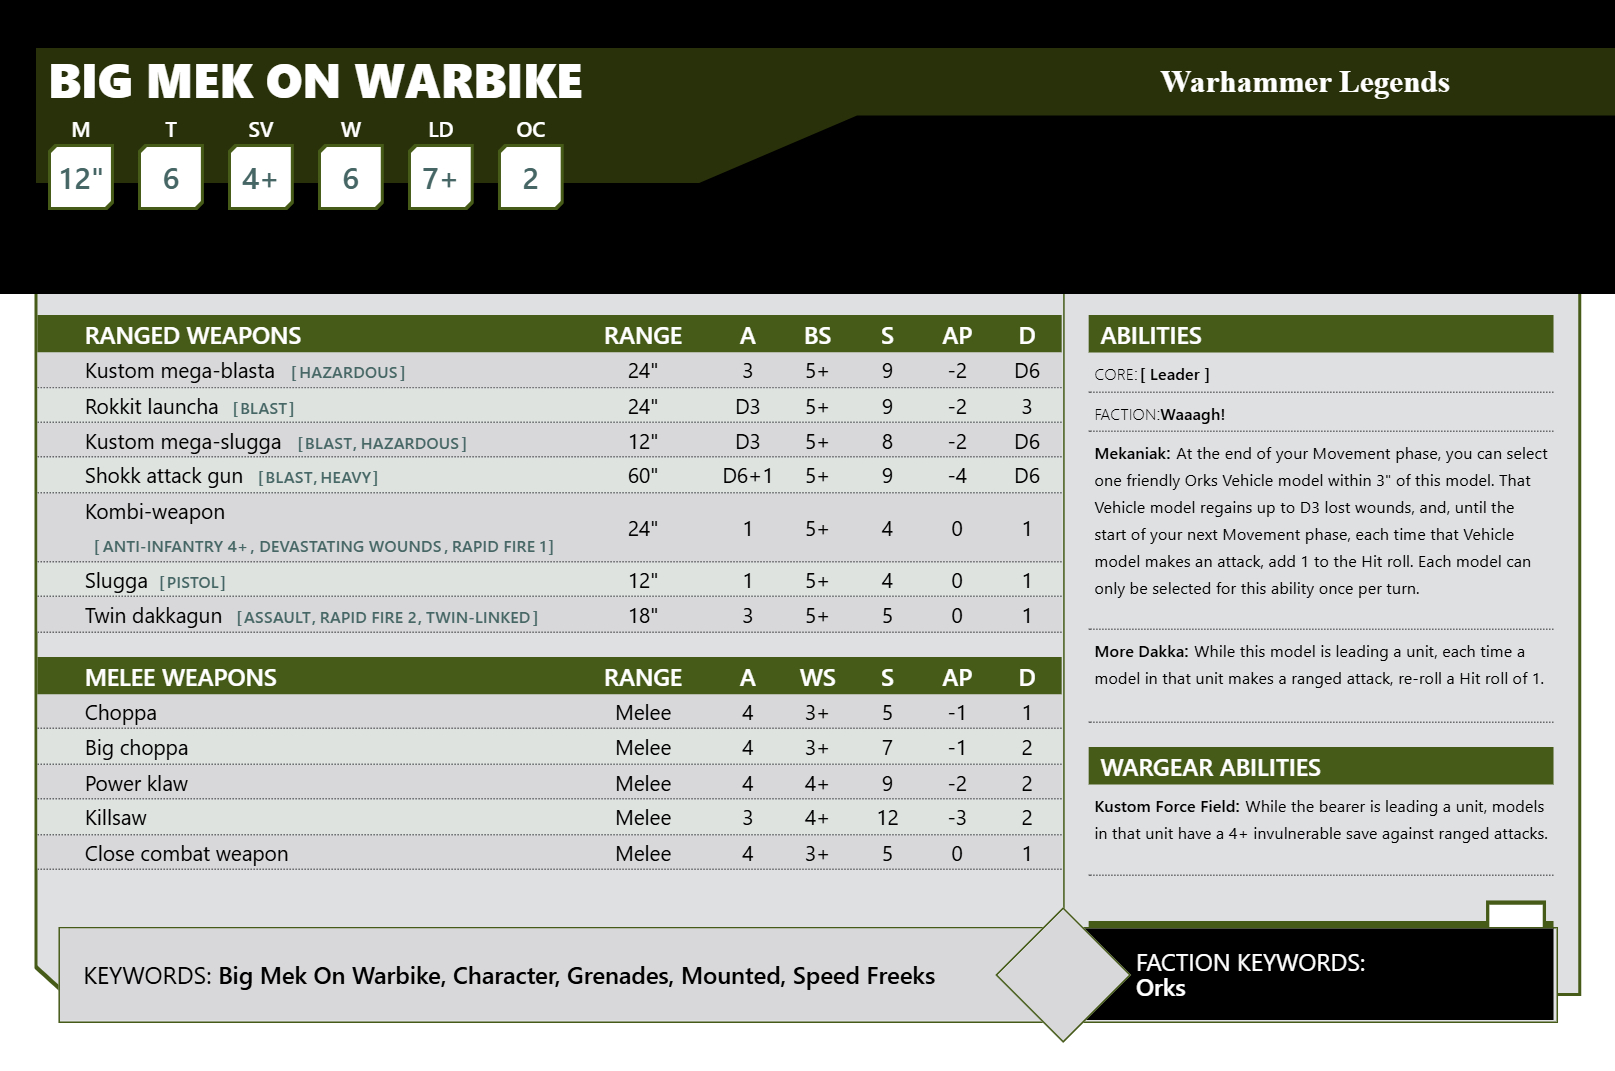 BIG MEK ON WARBIKE
Warhammer Legends
M T SV W LD OC
12" 6 4+ 6 7+ 2
RANGED WEAPONS RANGE A BS S AP D
Kustom mega-blasta [HAZARDOUS] 24" 3 5+ 9 -2 D6
Rokkit launcha [BLAST] 24" D3 5+ 9 -2 3
Kustom mega-slugga [BLAST, HAZARDOUS] 12" D3 5+ 8 -2 D6
Shokk attack gun [BLAST, HEAVY] 60" D6+1 5+ 9 -4 D6
Kombi-weapon
[ANTI-INFANTRY 4+, DEVASTATING WOUNDS, RAPID FIRE 1] 24" 1 5+ 4 0 1
Slugga [PISTOL] 12" 1 5+ 4 0 1
Twin dakkagun [ASSAULT, RAPID FIRE 2, TWIN-LINKED] 18" 3 5+ 5 0 1
MELEE WEAPONS RANGE A WS S AP D
Choppa Melee 4 3+ 5 -1 1
Big choppa Melee 4 3+ 7 -1 2
Power klaw Melee 4 4+ 9 -2 2
Killsaw Melee 3 4+ 12 -3 2
Close combat weapon Melee 4 3+ 5 0 1
ABILITIES
CORE:[ Leader ]
FACTION:Waaagh!
Mekaniak: At the end of your Movement phase, you can select
one friendly Orks Vehicle model within 3" of this model. That
Vehicle model regains up to D3 lost wounds, and, until the
start of your next Movement phase, each time that Vehicle
model makes an attack, add 1 to the Hit roll. Each model can
only be selected for this ability once per turn.
More Dakka: While this model is leading a unit, each time a
model in that unit makes a ranged attack, re-roll a Hit roll of 1.
WARGEAR ABILITIES
Kustom Force Field: While the bearer is leading a unit, models
in that unit have a 4+ invulnerable save against ranged attacks.
KEYWORDS: Big Mek On Warbike, Character, Grenades, Mounted, Speed Freeks
FACTION KEYWORDS:
Orks